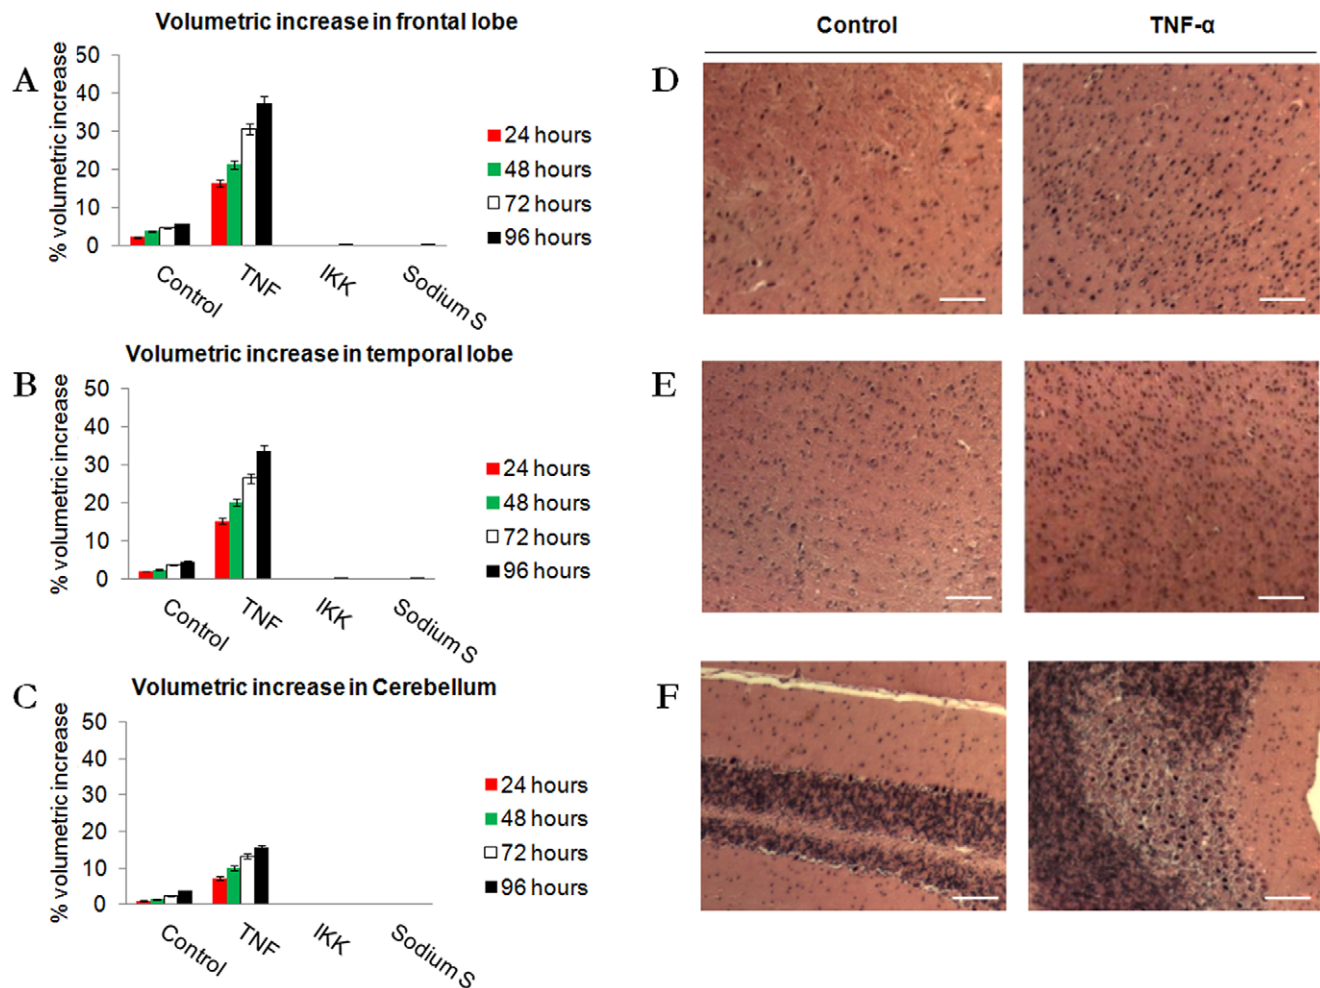 Volumetric increase in frontal lobe
A
% volumetric increase
50
40
30
20
10
0
Control
TNF
IKK
Sodium S
24 hours
48 hours
72 hours
96 hours
Volumetric increase in temporal lobe
B
% volumetric increase
50
40
30
20
10
0
Control
TNF
IKK
Sodium S
24 hours
48 hours
72 hours
96 hours
Volumetric increase in Cerebellum
C
% volumetric increase
50
40
30
20
10
0
Control
TNF
IKK
Sodium S
24 hours
48 hours
72 hours
96 hours
Control
TNF-α
D
E
F